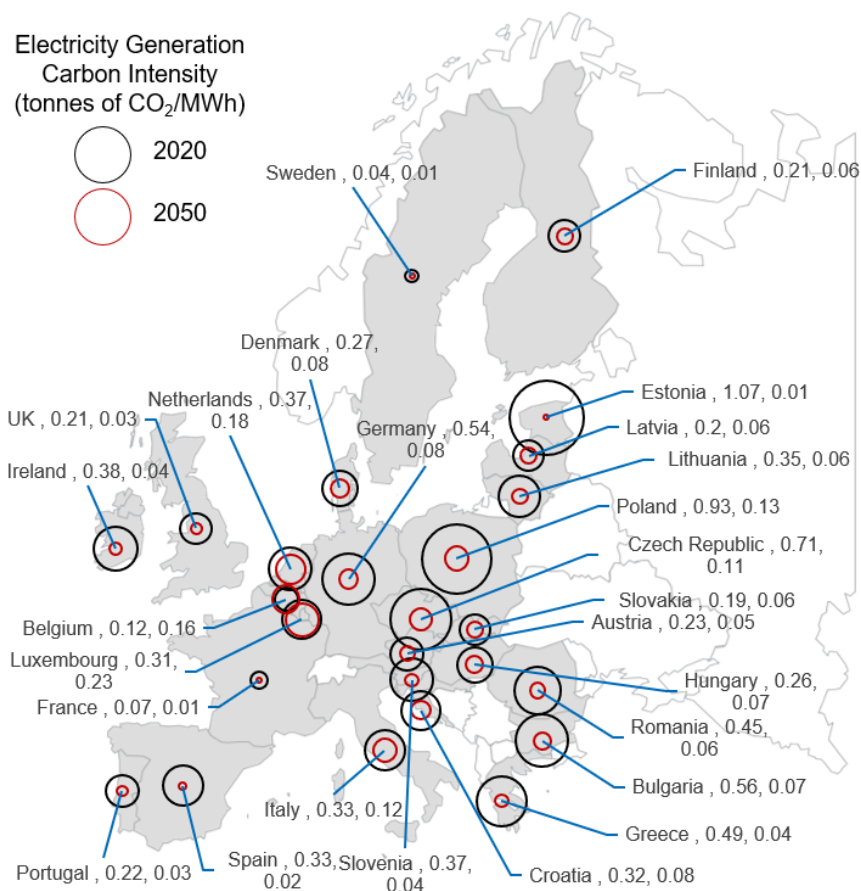 Electricity Generation
Carbon Intensity
(tonnes of CO₂/MWh)
2020
2050
Sweden , 0.04, 0.01
Finland , 0.21, 0.06
Denmark , 0.27,
0.08
Netherlands , 0.37,
0.18
UK , 0.21, 0.03
Germany , 0.54,
0.08
Ireland , 0.38, 0.04
Estonia , 1.07, 0.01
Latvia , 0.2, 0.06
Lithuania , 0.35, 0.06
Poland , 0.93, 0.13
Czech Republic , 0.71,
0.11
Slovakia , 0.19, 0.06
Austria , 0.23, 0.05
Belgium , 0.12, 0.16
Luxembourg , 0.31,
0.23
France , 0.07, 0.01
Hungary , 0.26,
0.07
Romania , 0.45,
0.06
Bulgaria , 0.56, 0.07
Greece , 0.49, 0.04
Italy , 0.33, 0.12
Portugal , 0.22, 0.03
Spain , 0.33,
0.02
Slovenia , 0.37,
0.04
Croatia , 0.32, 0.08